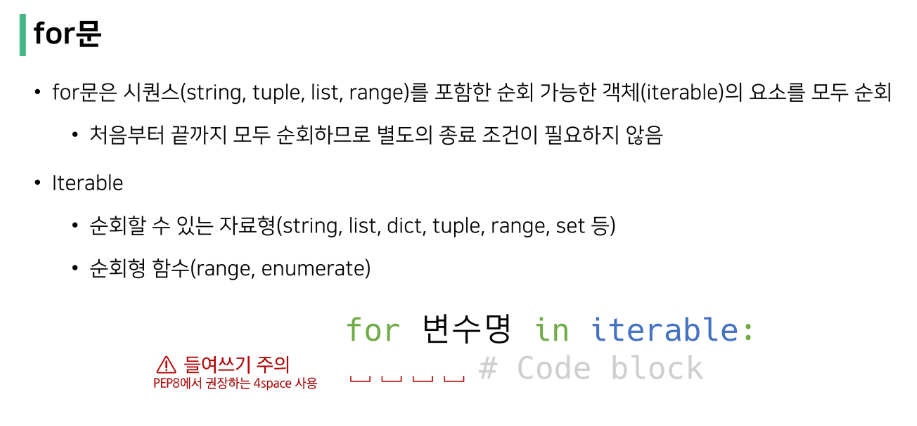 for문
• for문은 시퀀스(string, tuple, list, range)를 포함한 순회 가능한 객체(iterable)의 요소를 모두 순회
• 처음부터 끝까지 모두 순회하므로 별도의 종료 조건이 필요하지 않음
• Iterable
• 순회할 수 있는 자료형(string, list, dict, tuple, range, set 등)
• 순회형 함수(range, enumerate)
for 변수명 in iterable:
# Code block
⚠ 들여쓰기 주의
PEP8에서 권장하는 4space 사용